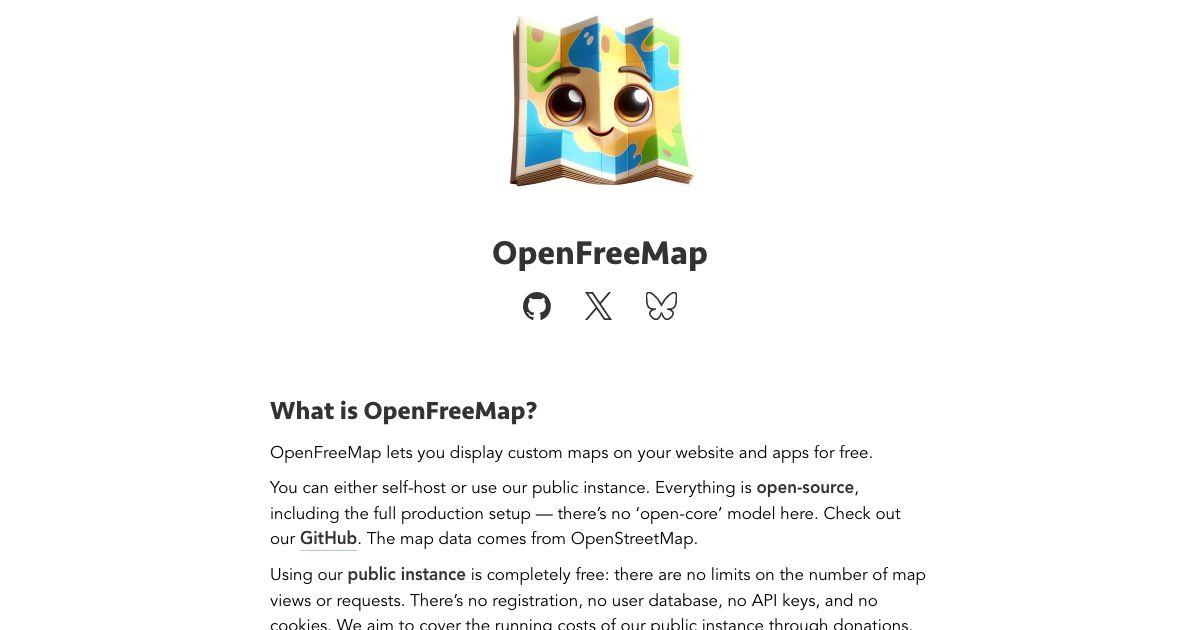 OpenFreeMap
What is OpenFreeMap?
OpenFreeMap lets you display custom maps on your website and apps for free.
You can either self-host or use our public instance. Everything is open-source,
including the full production setup — there’s no ‘open-core’ model here. Check out
our GitHub. The map data comes from OpenStreetMap.
Using our public instance is completely free: there are no limits on the number of map
views or requests. There’s no registration, no user database, no API keys, and no
cookies. We aim to cover the running costs of our public instance through donations.